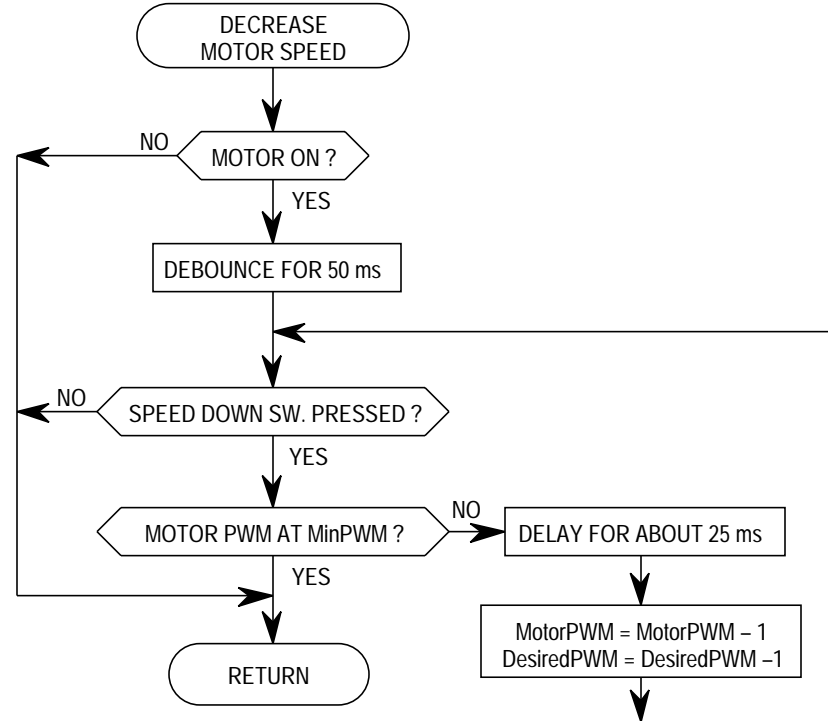 DECREASE
MOTOR SPEED
NO
MOTOR ON ?
YES
DEBOUNCE FOR 50 ms
NO
SPEED DOWN SW. PRESSED ?
YES
MOTOR PWM AT MinPWM ?
NO
DELAY FOR ABOUT 25 ms
YES
MotorPWM = MotorPWM – 1
DesiredPWM = DesiredPWM –1
RETURN